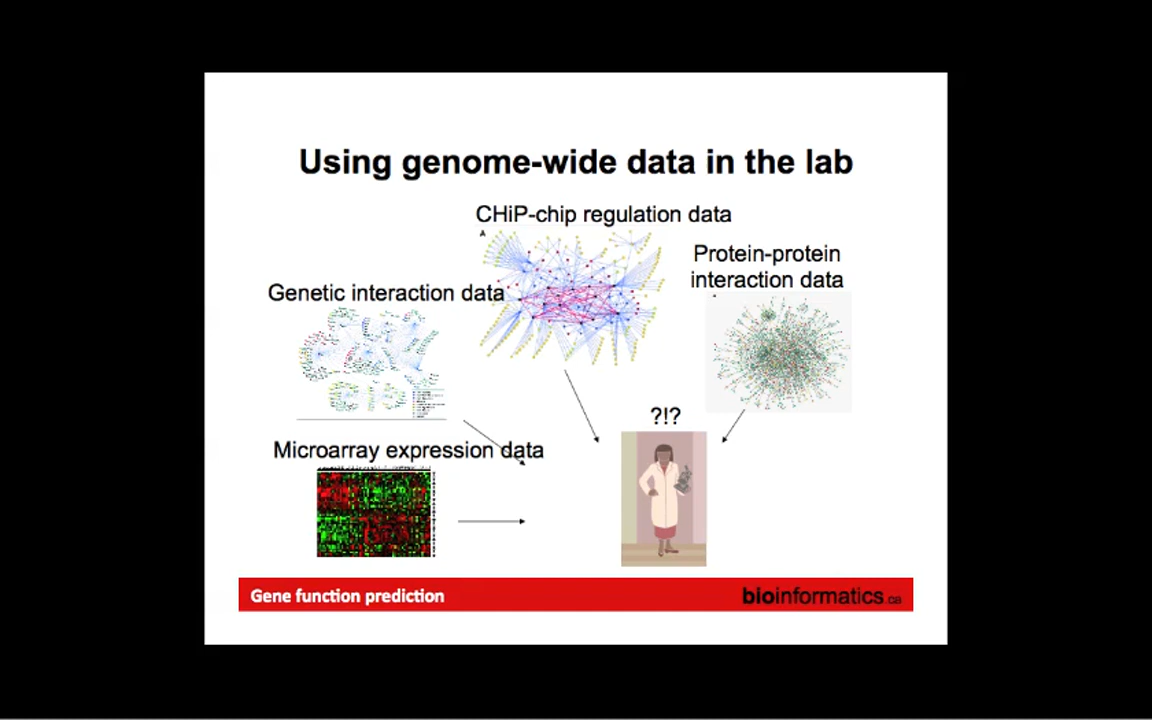 Using genome-wide data in the lab
CHiP-chip regulation data
A
Protein-protein
interaction data
Genetic interaction data
?!?
Microarray expression data
Gene function prediction
bioinformatics.ca